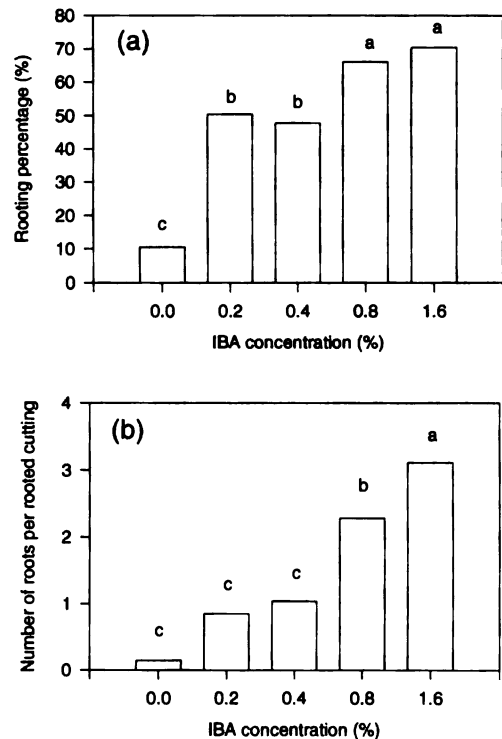 (a)
Rooting percentage (%)
80
70
60
50
40
30
20
10
0
c
b
b
a
a
0.0 0.2 0.4 0.8 1.6
IBA concentration (%)
(b)
Number of roots per rooted cutting
4
3
2
1
0
c
c
c
b
a
0.0 0.2 0.4 0.8 1.6
IBA concentration (%)